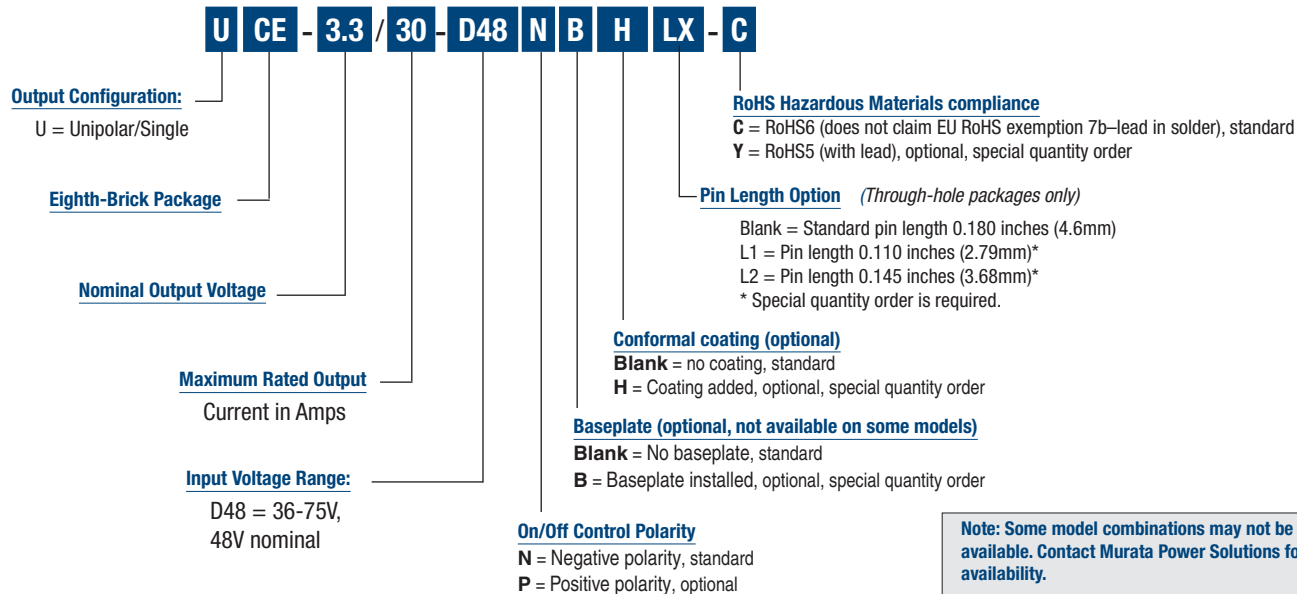 U CE - 3.3 / 30 - D48 N B H LX - C
Output Configuration:
U = Unipolar/Single
Eighth-Brick Package
Nominal Output Voltage
Maximum Rated Output
Current in Amps
Input Voltage Range:
D48 = 36-75V,
48V nominal
RoHS Hazardous Materials compliance
C = RoHS6 (does not claim EU RoHS exemption 7b–lead in solder), standard
Y = RoHS5 (with lead), optional, special quantity order
Pin Length Option (Through-hole packages only)
Blank = Standard pin length 0.180 inches (4.6mm)
L1 = Pin length 0.110 inches (2.79mm)*
L2 = Pin length 0.145 inches (3.68mm)*
* Special quantity order is required.
Conformal coating (optional)
Blank = no coating, standard
H = Coating added, optional, special quantity order
Baseplate (optional, not available on some models)
Blank = No baseplate, standard
B = Baseplate installed, optional, special quantity order
On/Off Control Polarity
N = Negative polarity, standard
P = Positive polarity, optional
Note: Some model combinations may not be
available. Contact Murata Power Solutions fo
availability.